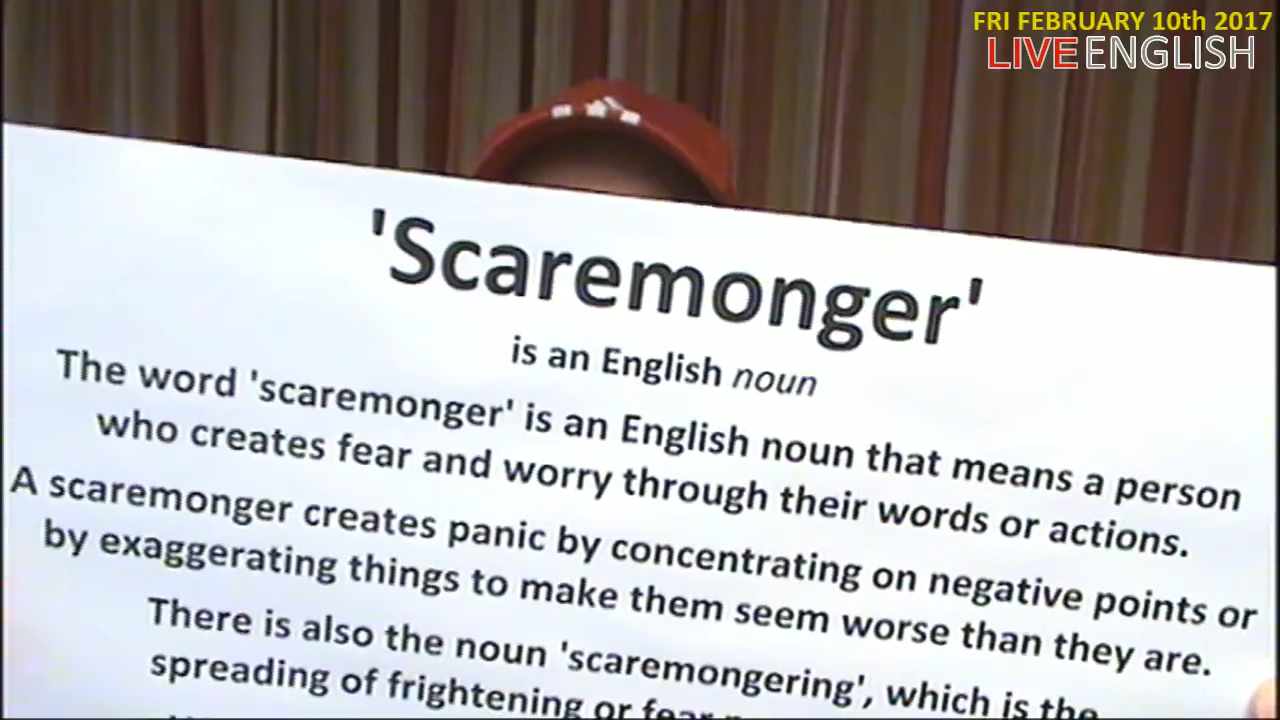 FRI FEBRUARY 10th 2017
LIVE ENGLISH
'Scaremonger'
is an English noun
The word 'scaremonger' is an English noun that means a person
who creates fear and worry through their words or actions.
A scaremonger creates panic by concentrating on negative points or
by exaggerating things to make them seem worse than they are.
There is also the noun 'scaremongering', which is the
spreading of frightening or